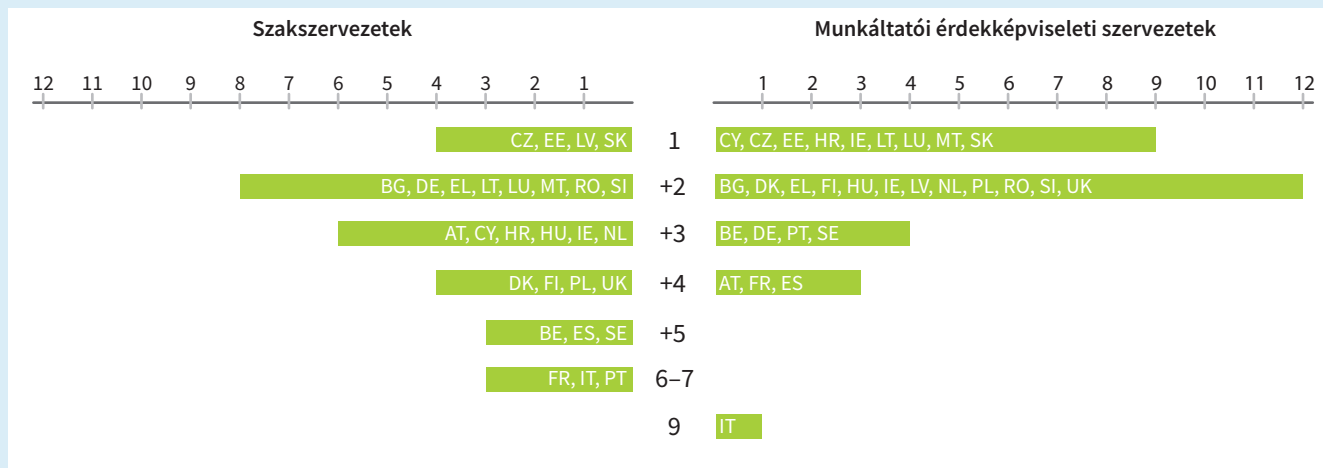 Szakszervezetek Munkáltatói érdekképviseleti szervezetek
12 11 10 9 8 7 6 5 4 3 2 1 1 2 3 4 5 6 7 8 9 10 11 12
CZ, EE, LV, SK 1 CY, CZ, EE, HR, IE, LT, LU, MT, SK
BG, DE, EL, LT, LU, MT, RO, SI +2 BG, DK, EL, FI, HU, IE, LV, NL, PL, RO, SI, UK
AT, CY, HR, HU, IE, NL +3 BE, DE, PT, SE
DK, FI, PL, UK +4 AT, FR, ES
BE, ES, SE +5
FR, IT, PT 6–7
9 IT